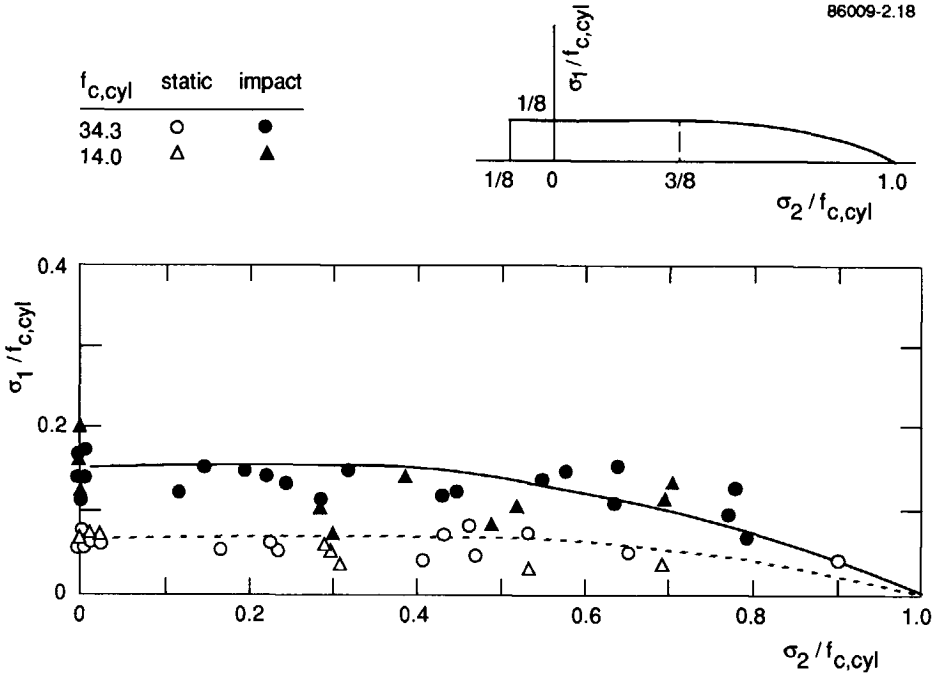 86009-2.18
f_c,cyl static impact
34.3
14.0
σ1/f_c,cyl
1/8
1/8 0 3/8 1.0
σ2/f_c,cyl
0.4
σ1/f_c,cyl
0.2
0
0 0.2 0.4 0.6 0.8 1.0
σ2/f_c,cyl